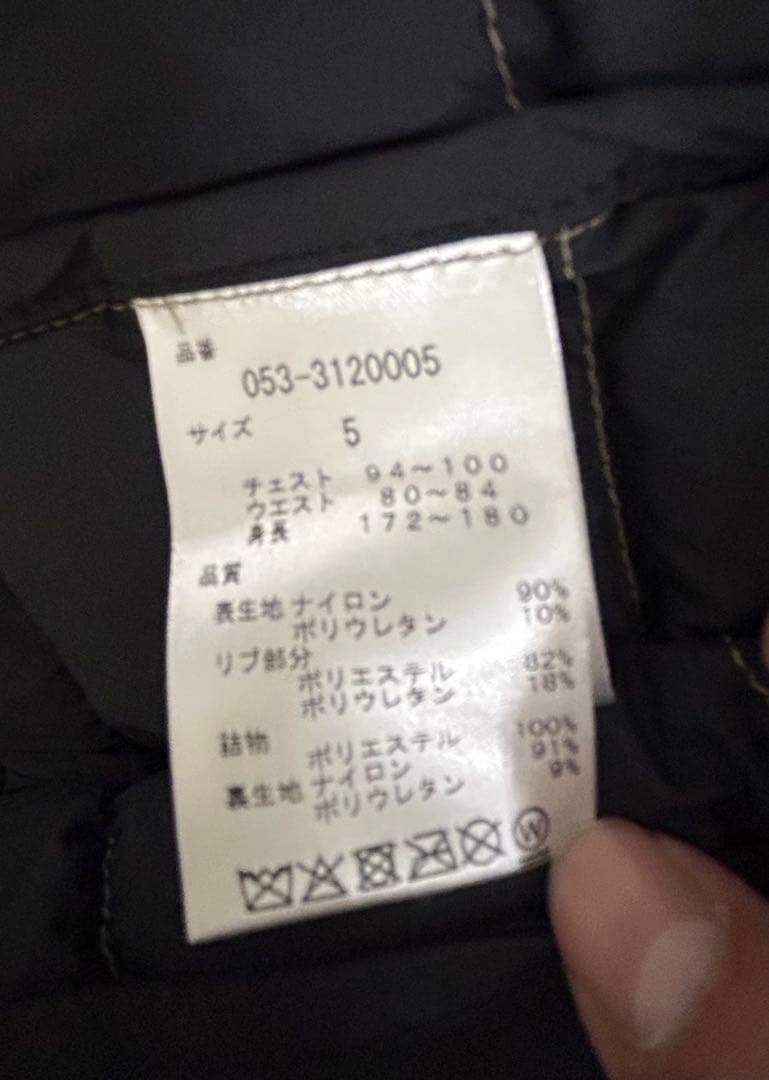 品番
053-3120005
サイズ 5
チェスト 94〜100
ウエスト 80〜84
身長 172〜180
品質
表生地 ナイロン 90%
ポリウレタン 10%
リブ部分
ポリエステル 82%
ポリウレタン 18%
詰物 ポリエステル 100%
裏生地 ナイロン 91%
ポリウレタン 9%
W